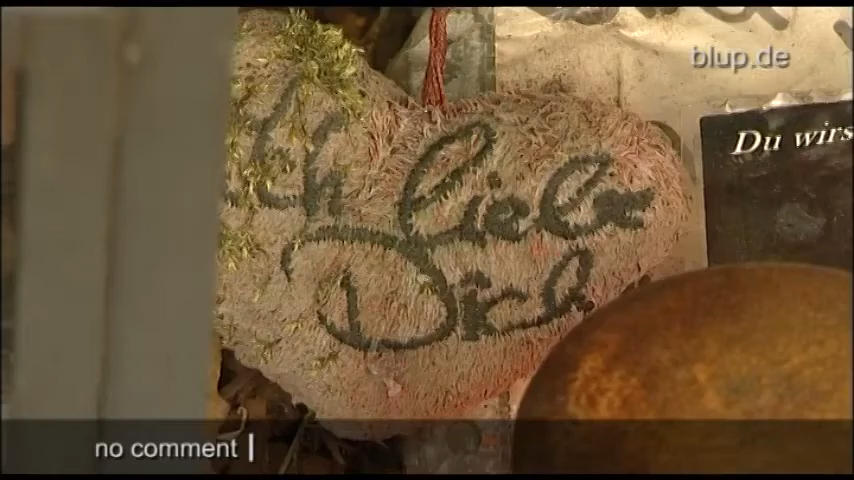 blup.de
Du wirs
Ich liebe
Dich
no comment